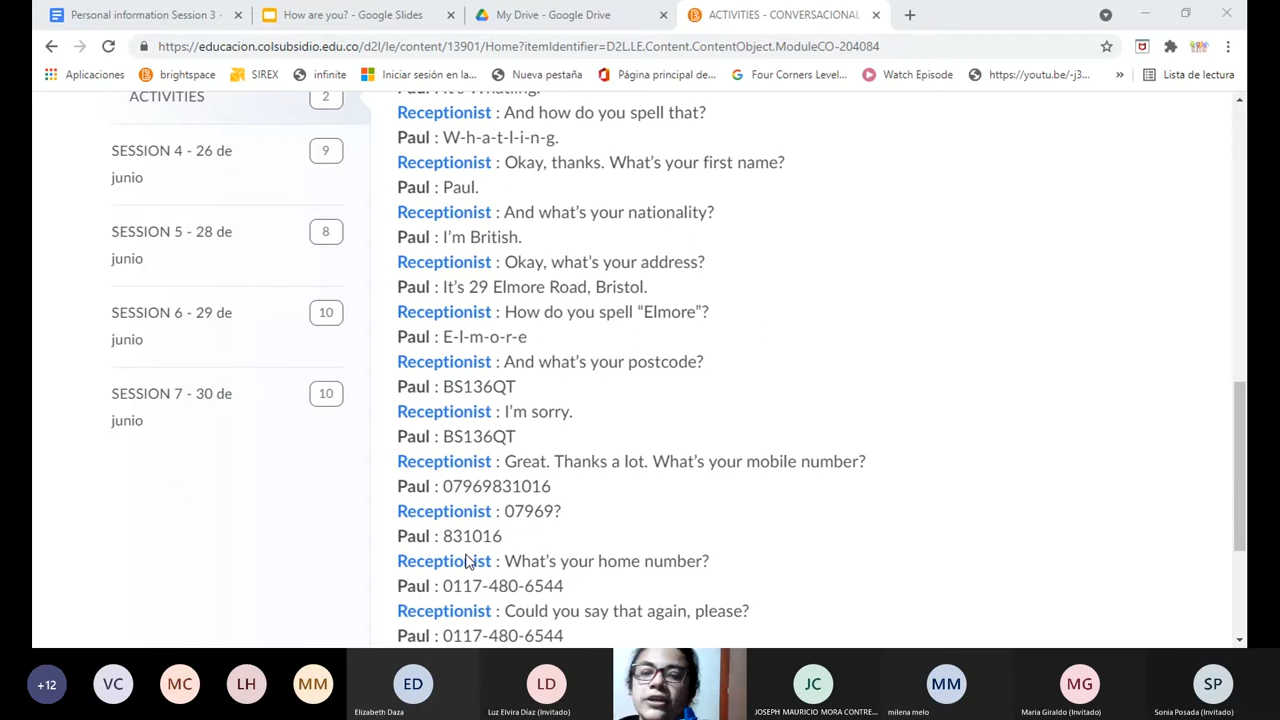 Personal information Session 3 -
How are you? - Google Slides
My Drive - Google Drive
ACTIVITIES - CONVERSACIONAL
https://educacion.colsubsidio.edu.co/d2l/le/content/13901/Home?itemIdentifier=D2L.LE.Content.ContentObject.ModuleCO-204084
Aplicaciones
brightspace
SIREX
infinite
Iniciar sesión en la...
Nueva pestaña
Página principal de...
Four Corners Level...
Watch Episode
https://youtu.be/-j3...
»
Lista de lectura
ACTIVITIES 2
SESSION 4 - 26 de junio 9
SESSION 5 - 28 de junio 8
SESSION 6 - 29 de junio 10
SESSION 7 - 30 de junio 10
Receptionist : And how do you spell that?
Paul : W-h-a-t-l-i-n-g.
Receptionist : Okay, thanks. What's your first name?
Paul : Paul.
Receptionist : And what's your nationality?
Paul : I'm British.
Receptionist : Okay, what's your address?
Paul : It's 29 Elmore Road, Bristol.
Receptionist : How do you spell “Elmore”?
Paul : E-l-m-o-r-e
Receptionist : And what's your postcode?
Paul : BS136QT
Receptionist : I'm sorry.
Paul : BS136QT
Receptionist : Great. Thanks a lot. What's your mobile number?
Paul : 07969831016
Receptionist : 07969?
Paul : 831016
Receptionist : What's your home number?
Paul : 0117-480-6544
Receptionist : Could you say that again, please?
Paul : 0117-480-6544
+12
VC
MC
LH
MM
ED
Elizabeth Daza
LD
Luz Elvira Díaz (Invitado)
JC
JOSEPH MAURICIO MORA CONTRE...
MM
milena melo
MG
Maria Giraldo (Invitado)
SP
Sonia Posada (Invitado)